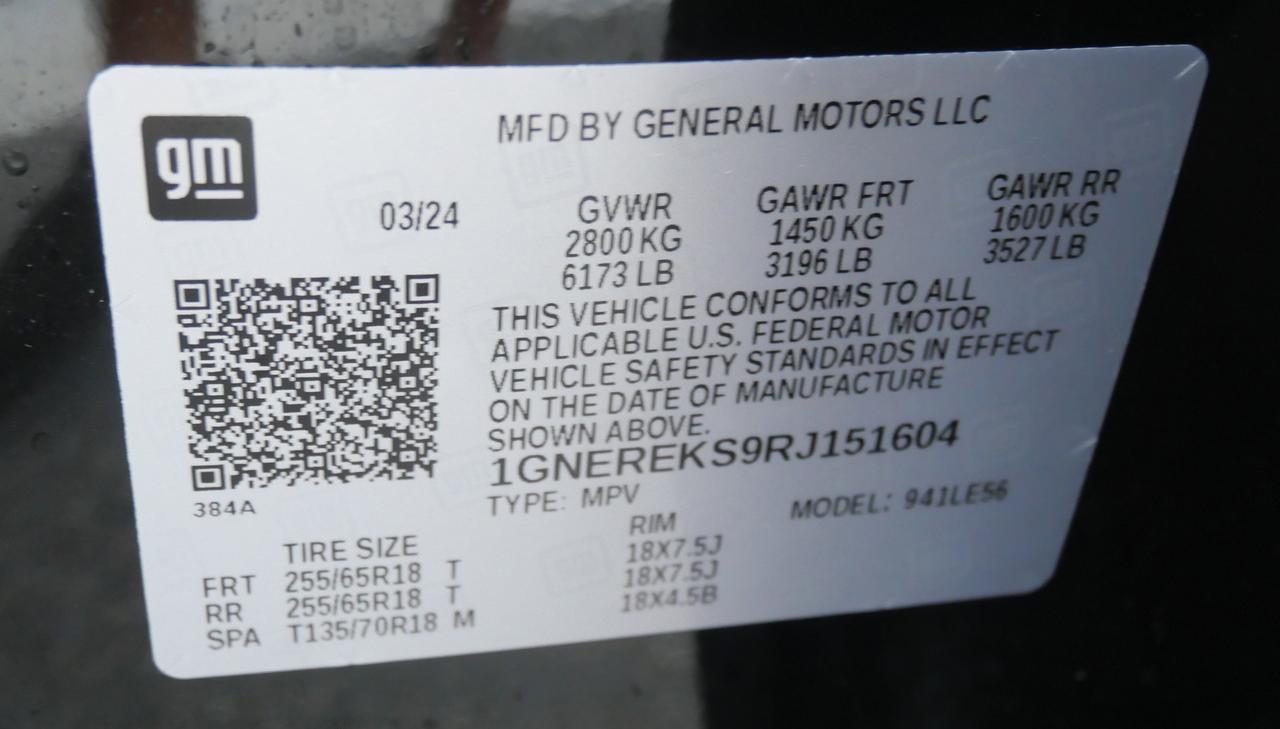 gm
MFD BY GENERAL MOTORS LLC
03/24 GVWR GAWR FRT GAWR RR
2800 KG 1450 KG 1600 KG
6173 LB 3196 LB 3527 LB
THIS VEHICLE CONFORMS TO ALL
APPLICABLE U.S. FEDERAL MOTOR
VEHICLE SAFETY STANDARDS IN EFFECT
ON THE DATE OF MANUFACTURE
SHOWN ABOVE.
1GNEREKS9RJ151604
384A
TYPE: MPV MODEL: 941LE56
TIRE SIZE RIM
FRT 255/65R18 T 18X7.5J
RR 255/65R18 T 18X7.5J
SPA T135/70R18 M 18X4.5B